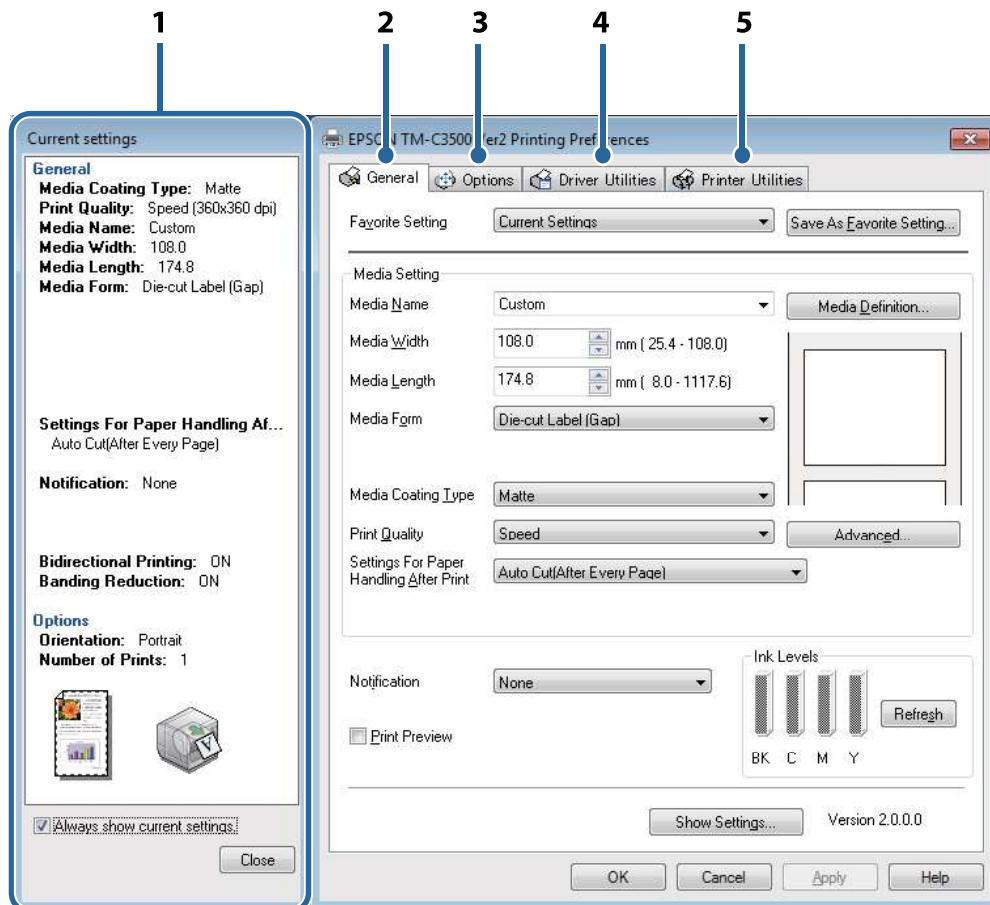 1 2 3 4 5
Current settings
General
Media Coating Type: Matte
Print Quality: Speed (360x360 dpi)
Media Name: Custom
Media Width: 108.0
Media Length: 174.8
Media Form: Die-cut Label (Gap)
Settings For Paper Handling Af...
Auto Cut(After Every Page)
Notification: None
Bidirectional Printing: ON
Banding Reduction: ON
Options
Orientation: Portrait
Number of Prints: 1
Always show current settings.
Close
EPSON TM-C3500 Ver2 Printing Preferences
General Options Driver Utilities Printer Utilities
Favorite Setting Current Settings Save As Favorite Setting...
Media Setting
Media Name Custom Media Definition...
Media Width 108.0 mm ( 25.4 - 108.0)
Media Length 174.8 mm ( 8.0 - 1117.6)
Media Form Die-cut Label (Gap)
Media Coating Type Matte
Print Quality Speed Advanced...
Settings For Paper
Handling After Print Auto Cut(After Every Page)
Ink Levels
Notification None
Refresh
Print Preview
BK C M Y
Show Settings... Version 2.0.0.0
OK Cancel Apply Help